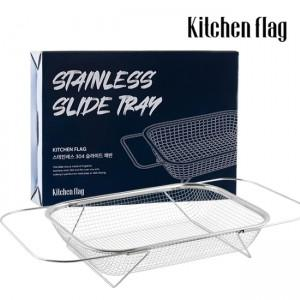 Kitchen flag
STAINLESS
SLIDE TRAY
KITCHEN FLAG
스테인레스 304 슬라이드 채반
Kitchen flag